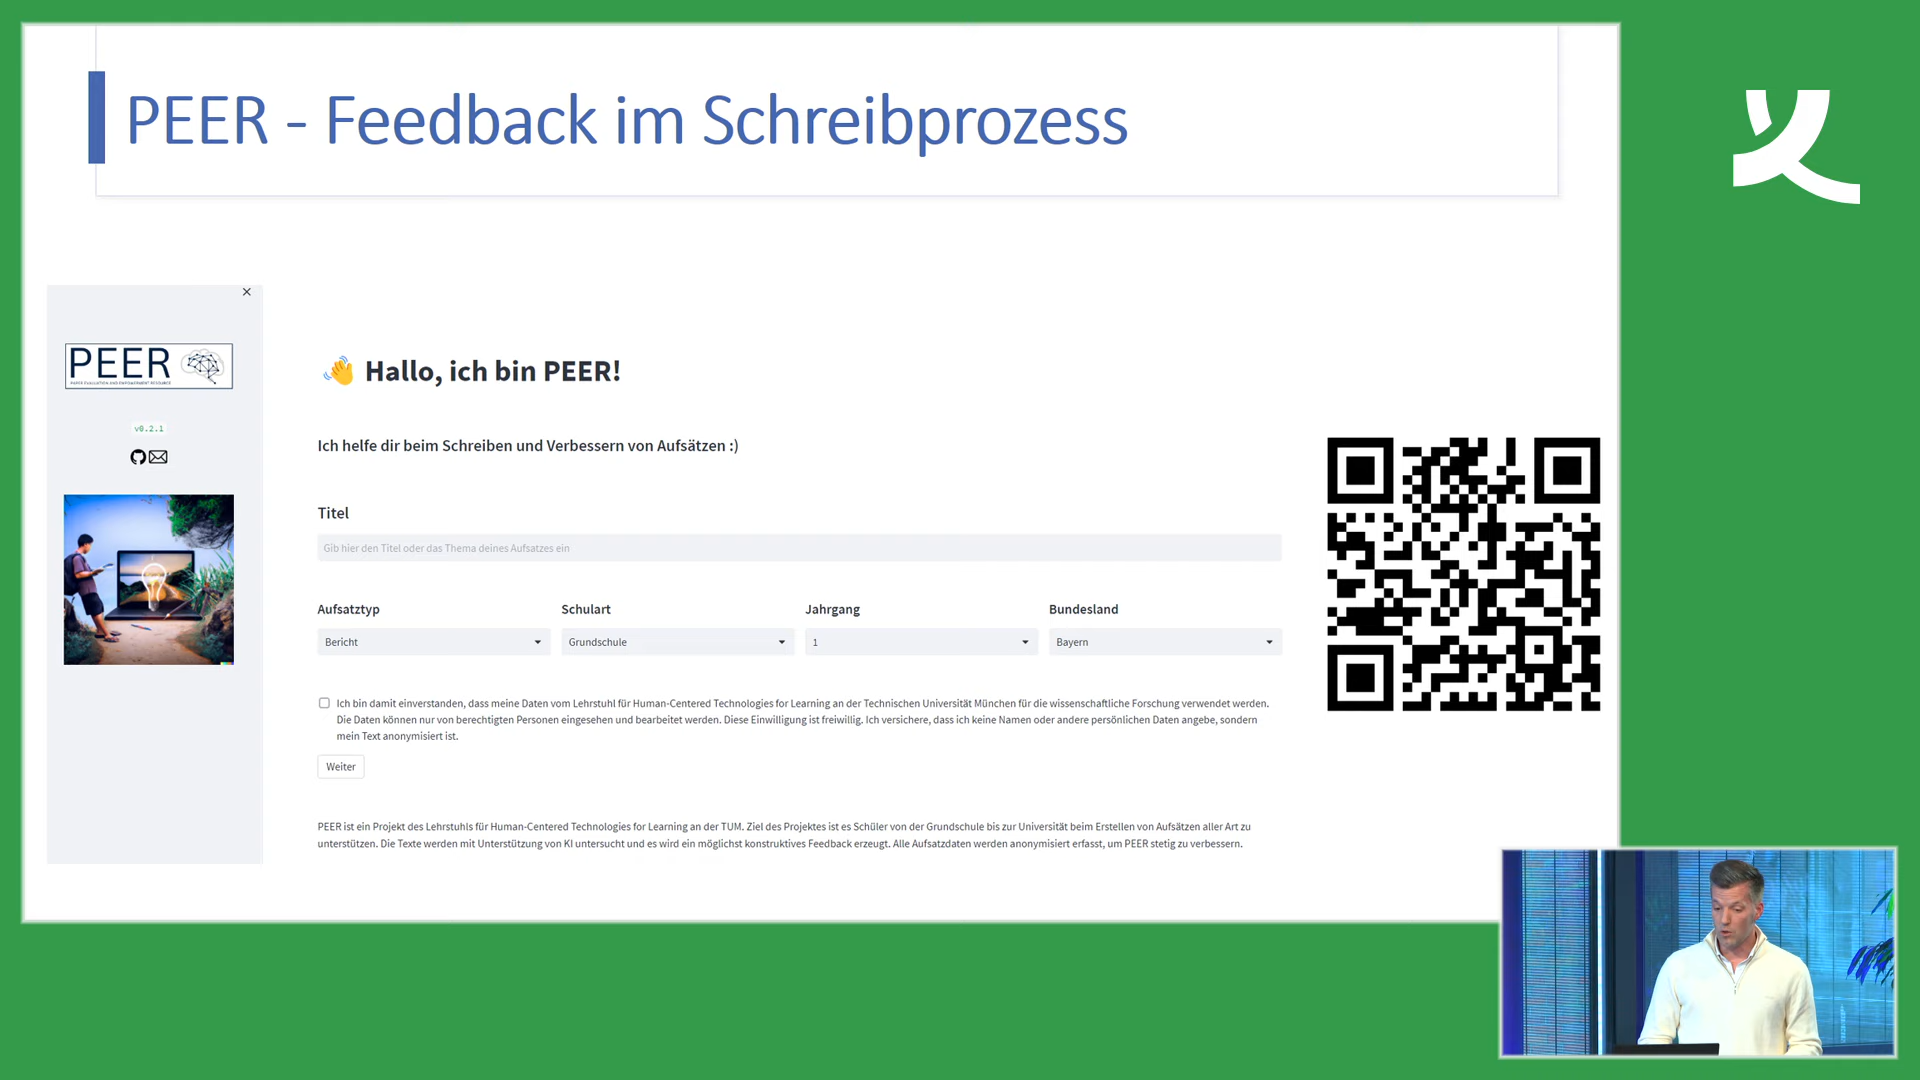 PEER - Feedback im Schreibprozess
PEER
PAPER EVALUATION AND EMPOWERMENT RESOURCE
v0.2.1
👋 Hallo, ich bin PEER!
Ich helfe dir beim Schreiben und Verbessern von Aufsätzen :)
Titel
Gib hier den Titel oder das Thema deines Aufsatzes ein
Aufsatztyp Schulart Jahrgang Bundesland
Bericht Grundschule 1 Bayern
Ich bin damit einverstanden, dass meine Daten vom Lehrstuhl für Human-Centered Technologies for Learning an der Technischen Universität München für die wissenschaftliche Forschung verwendet werden.
Die Daten können nur von berechtigten Personen eingesehen und bearbeitet werden. Diese Einwilligung ist freiwillig. Ich versichere, dass ich keine Namen oder andere persönlichen Daten angebe, sondern
mein Text anonymisiert ist.
Weiter
PEER ist ein Projekt des Lehrstuhls für Human-Centered Technologies for Learning an der TUM. Ziel des Projektes ist es Schüler von der Grundschule bis zur Universität beim Erstellen von Aufsätzen aller Art zu
unterstützen. Die Texte werden mit Unterstützung von KI untersucht und es wird ein möglichst konstruktives Feedback erzeugt. Alle Aufsatzdaten werden anonymisiert erfasst, um PEER stetig zu verbessern.